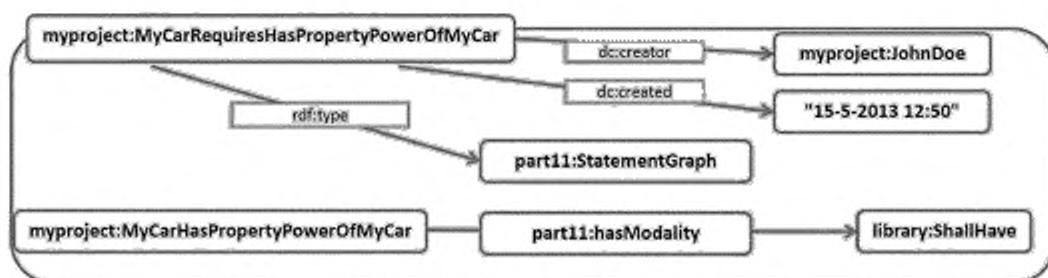 myproject:MyCarRequiresHasPropertyPowerOfMyCar
dc:creator
myproject:JohnDoe
dc:created
"15-5-2013 12:50"
rdf:type
part11:StatementGraph
myproject:MyCarHasPropertyPowerOfMyCar
part11:hasModality
library:ShallHave